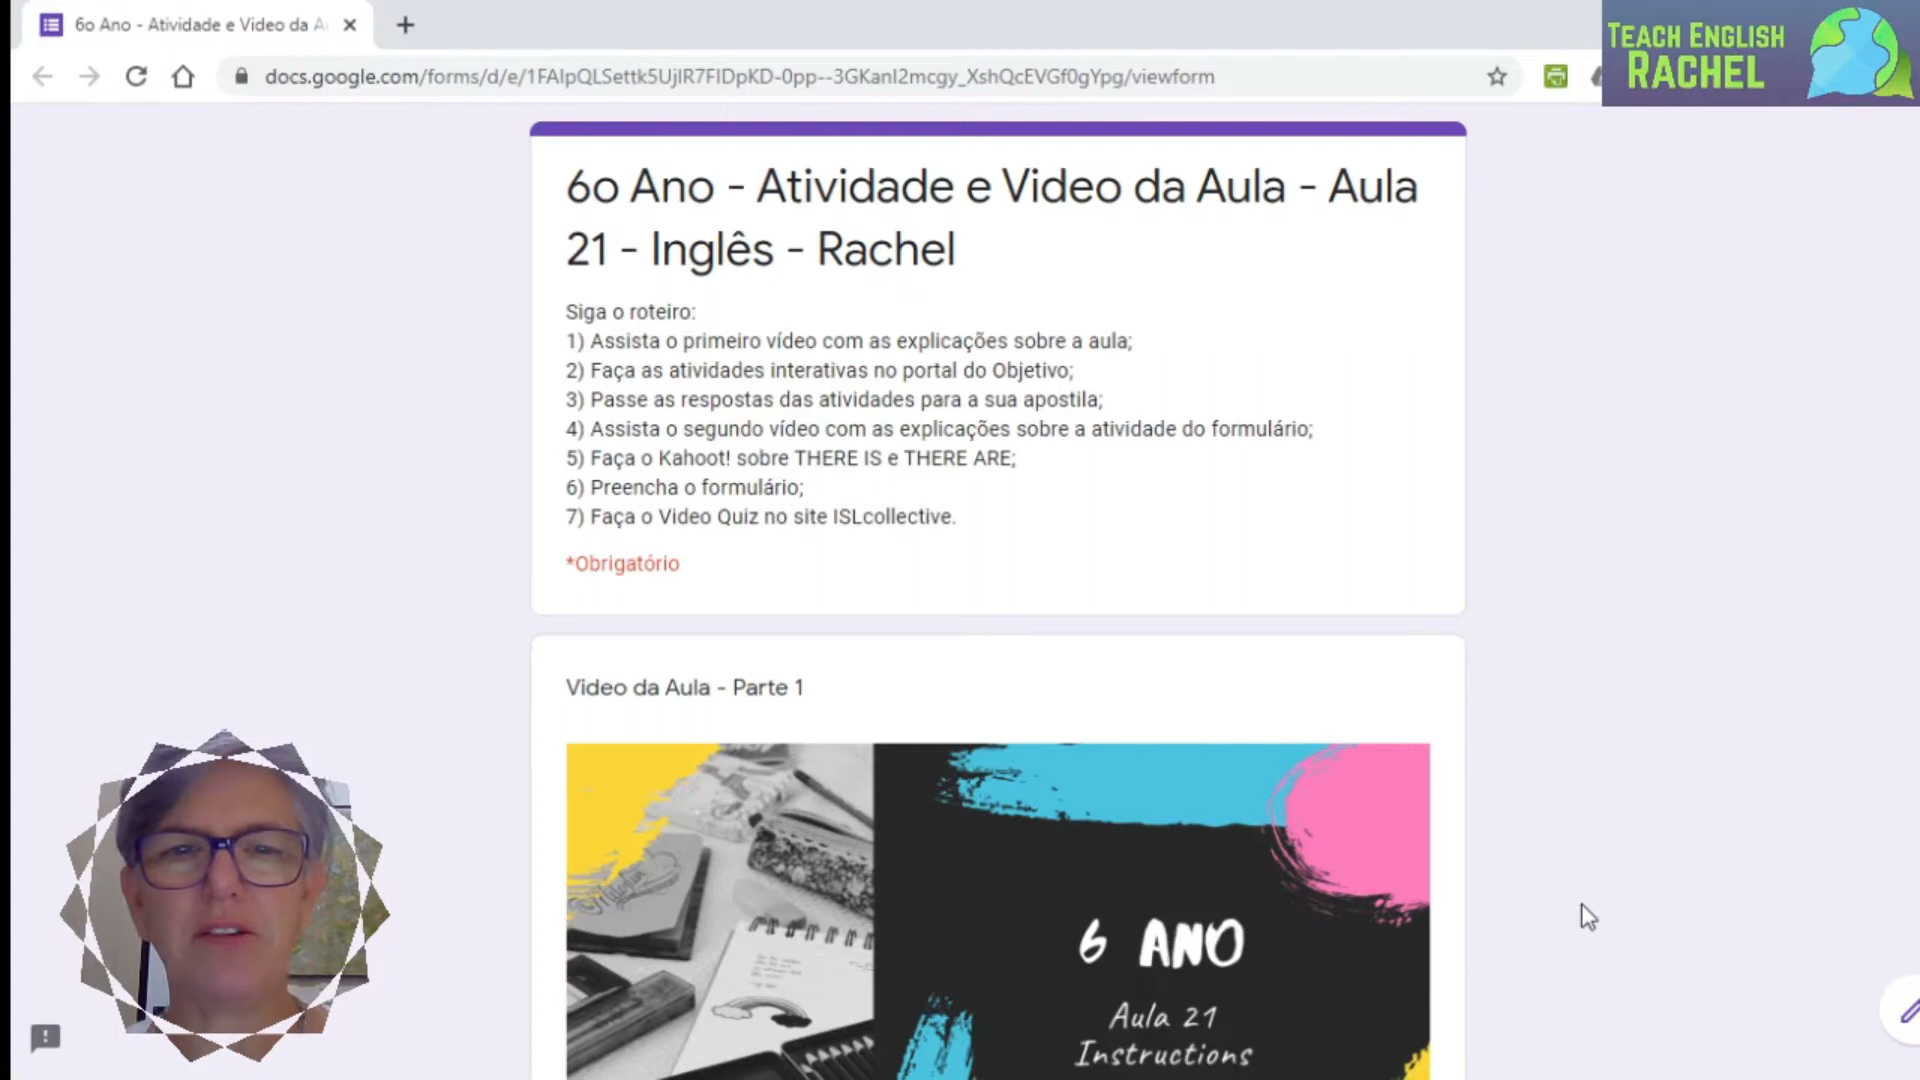 6o Ano - Atividade e Video da A
TEACH ENGLISH
RACHEL
docs.google.com/forms/d/e/1FAIpQLSettk5UjIR7FIDpKD-0pp--3GKanI2mcgy_XshQcEVGf0gYpg/viewform
6o Ano - Atividade e Video da Aula - Aula
21 - Inglês - Rachel
Siga o roteiro:
1) Assista o primeiro vídeo com as explicações sobre a aula;
2) Faça as atividades interativas no portal do Objetivo;
3) Passe as respostas das atividades para a sua apostila;
4) Assista o segundo vídeo com as explicações sobre a atividade do formulário;
5) Faça o Kahoot! sobre THERE IS e THERE ARE;
6) Preencha o formulário;
7) Faça o Video Quiz no site ISLcollective.
*Obrigatório
Video da Aula - Parte 1
6 ANO
Aula 21
Instructions